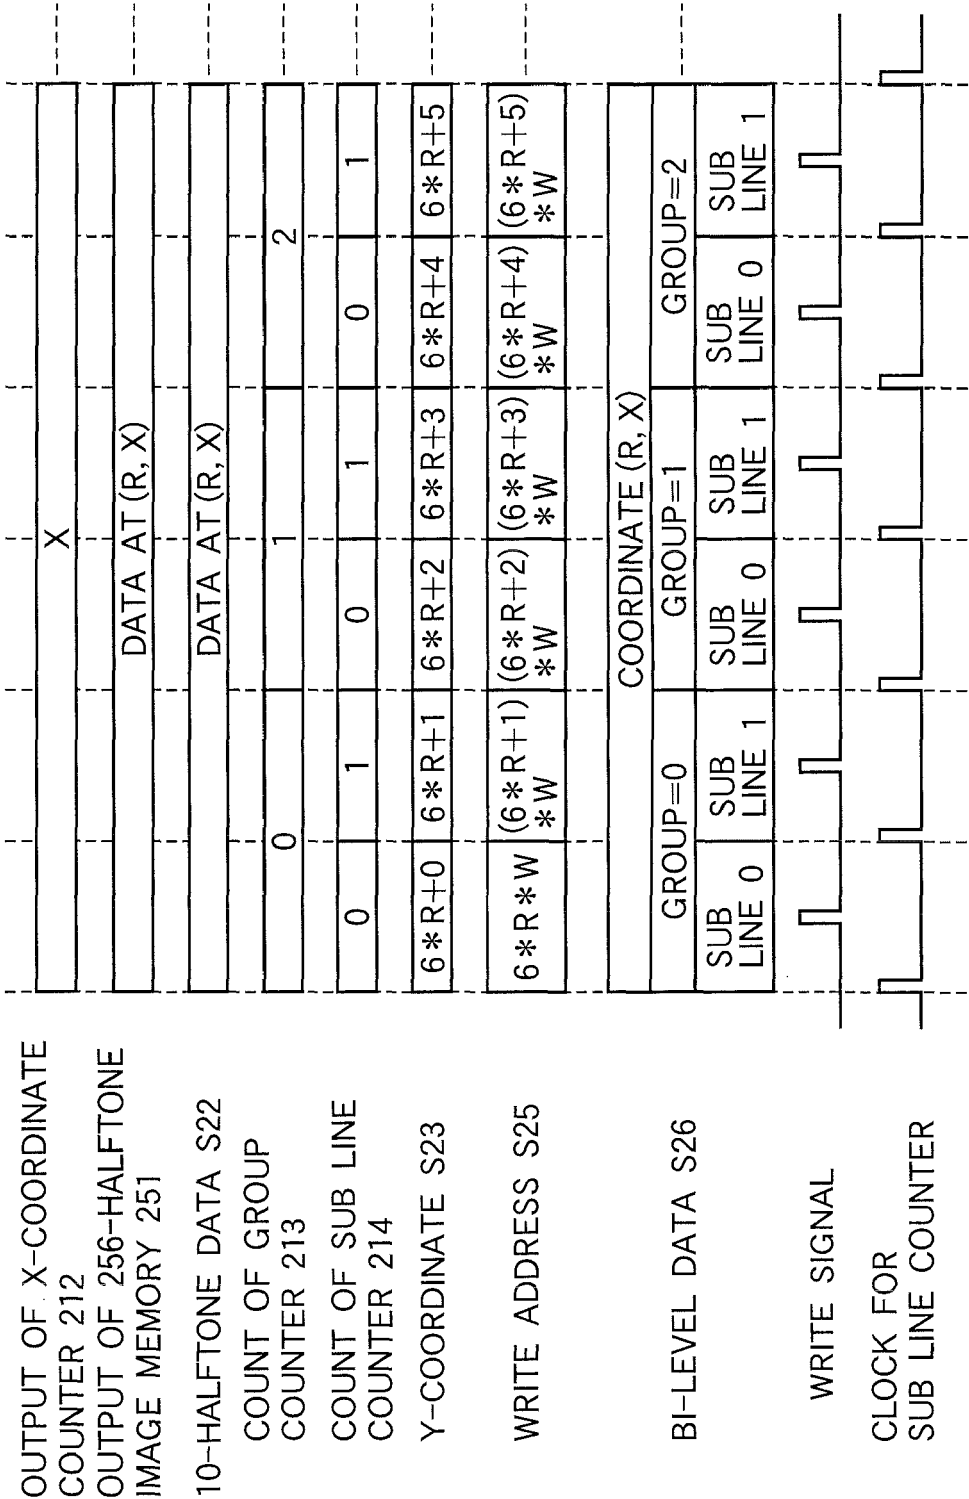 OUTPUT OF X-COORDINATE
COUNTER 212
X
OUTPUT OF 256-HALFTONE
IMAGE MEMORY 251
DATA AT (R, X)
10-HALFTONE DATA S22
DATA AT (R, X)
COUNT OF GROUP
COUNTER 213
0 1 2
COUNT OF SUB LINE
COUNTER 214
0 1 0 1 0 1
Y-COORDINATE S23
6*R+0 6*R+1 6*R+2 6*R+3 6*R+4 6*R+5
WRITE ADDRESS S25
6*R*W (6*R+1) (6*R+2) (6*R+3) (6*R+4) (6*R+5)
*W *W *W *W *W
BI-LEVEL DATA S26
COORDINATE (R, X)
GROUP=0 GROUP=1 GROUP=2
SUB SUB SUB SUB SUB SUB
LINE 0 LINE 1 LINE 0 LINE 1 LINE 0 LINE 1
WRITE SIGNAL
CLOCK FOR
SUB LINE COUNTER